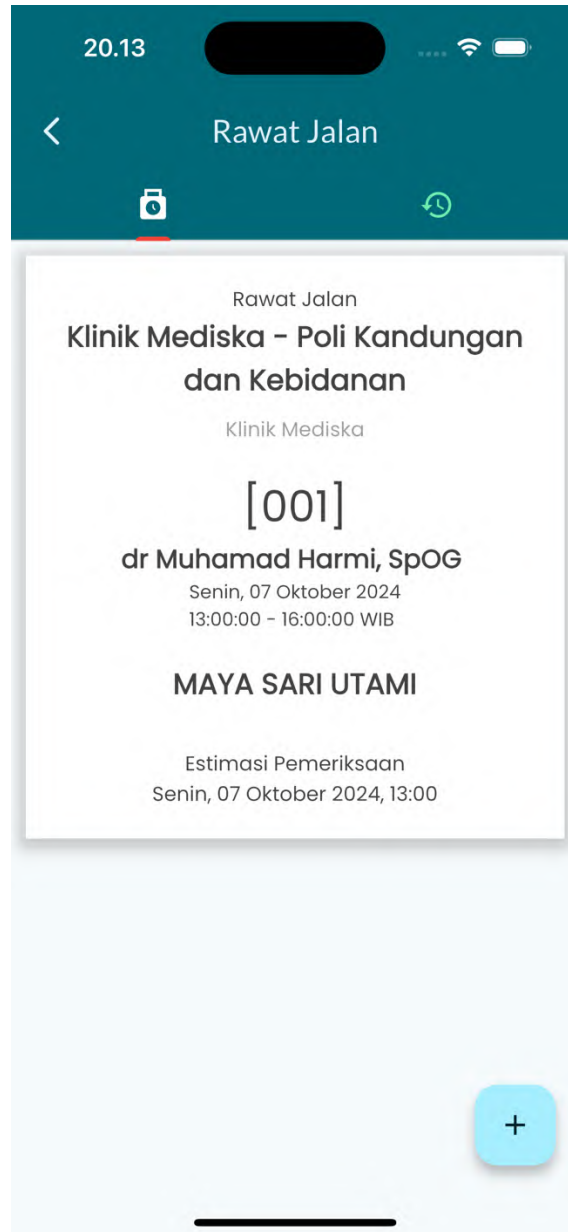 20.13
Rawat Jalan
Rawat Jalan
Klinik Mediska - Poli Kandungan
dan Kebidanan
Klinik Mediska
[001]
dr Muhamad Harmi, SpOG
Senin, 07 Oktober 2024
13:00:00 - 16:00:00 WIB
MAYA SARI UTAMI
Estimasi Pemeriksaan
Senin, 07 Oktober 2024, 13:00
+